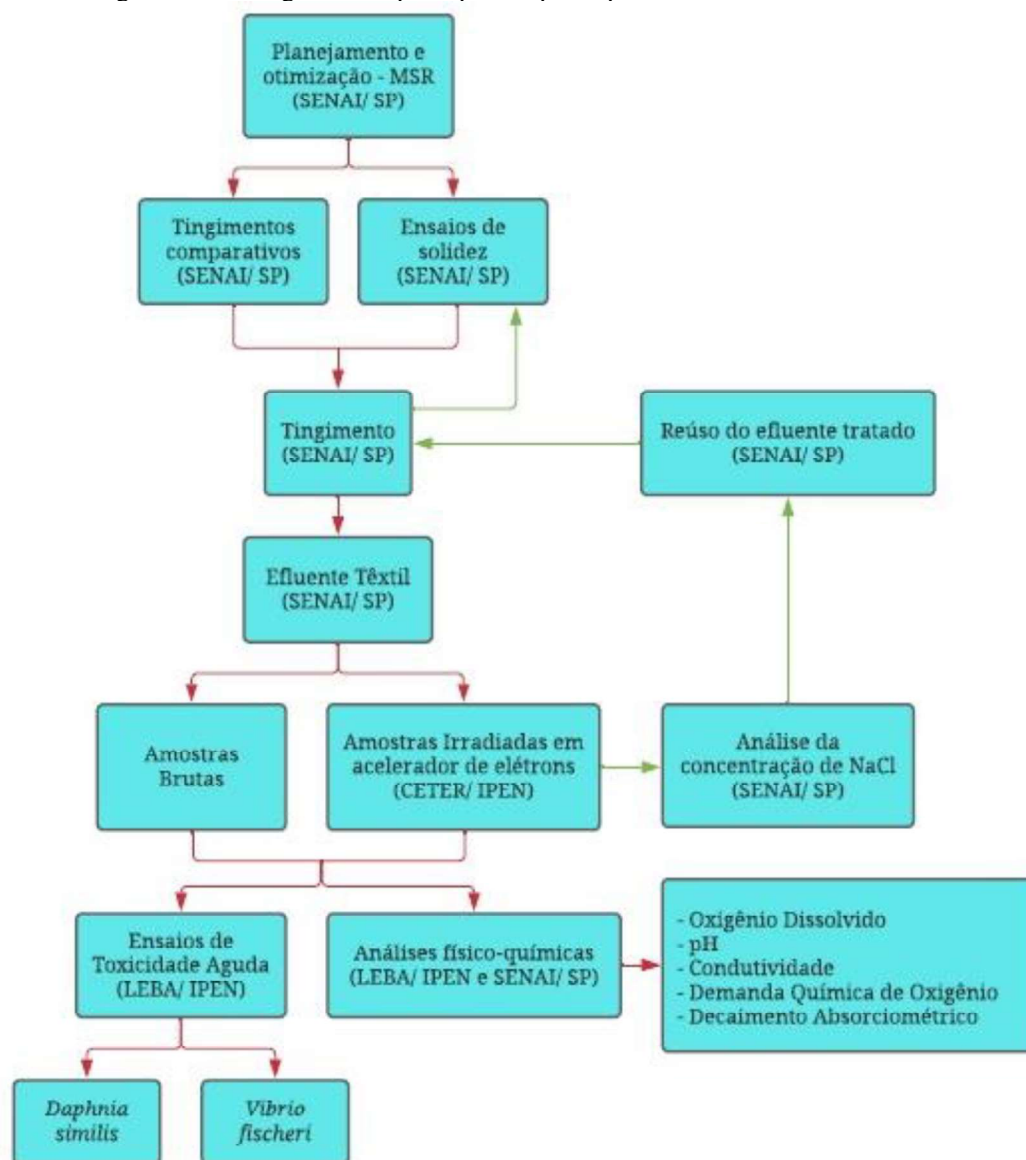 Planejamento e
otimização - MSR
(SENAI/ SP)
Tingimentos
comparativos
(SENAI/ SP)
Ensaios de
solidez
(SENAI/ SP)
Tingimento
(SENAI/ SP)
Reúso do efluente tratado
(SENAI/ SP)
Efluente Têxtil
(SENAI/ SP)
Amostras
Brutas
Amostras Irradiadas em
acelerador de elétrons
(CETER/ IPEN)
Análise da
concentração de NaCl
(SENAI/ SP)
Ensaios de
Toxicidade Aguda
(LEBA/ IPEN)
Análises físico-químicas
(LEBA/ IPEN e SENAI/ SP)
- Oxigênio Dissolvido
- pH
- Condutividade
- Demanda Química de Oxigênio
- Decaimento Absorciométrico
Daphnia
similis
Vibrio
fischeri